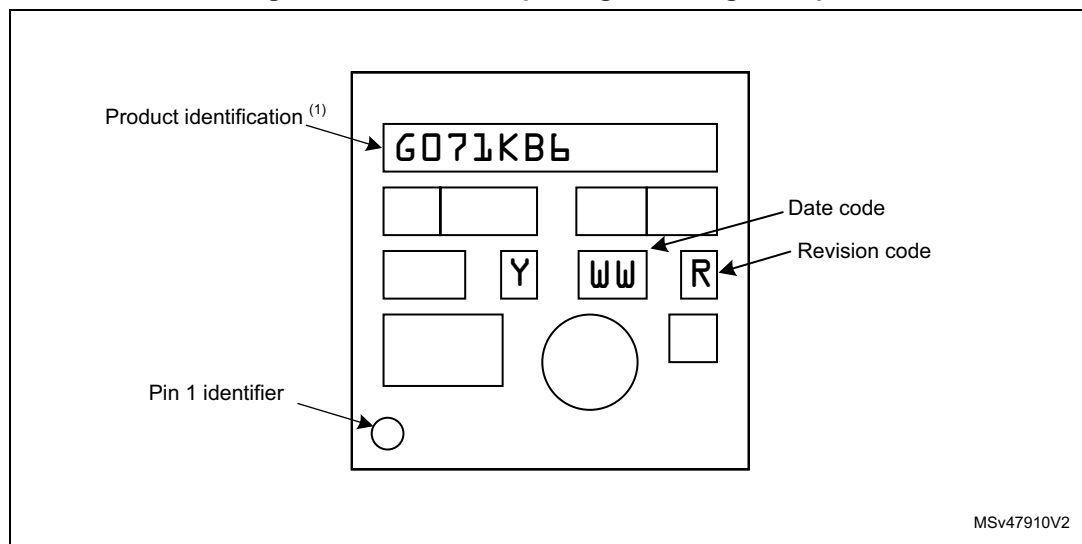 Product identification (1)
G071KB6
Date code
Revision code
Y WW R
Pin 1 identifier
MSv47910V2